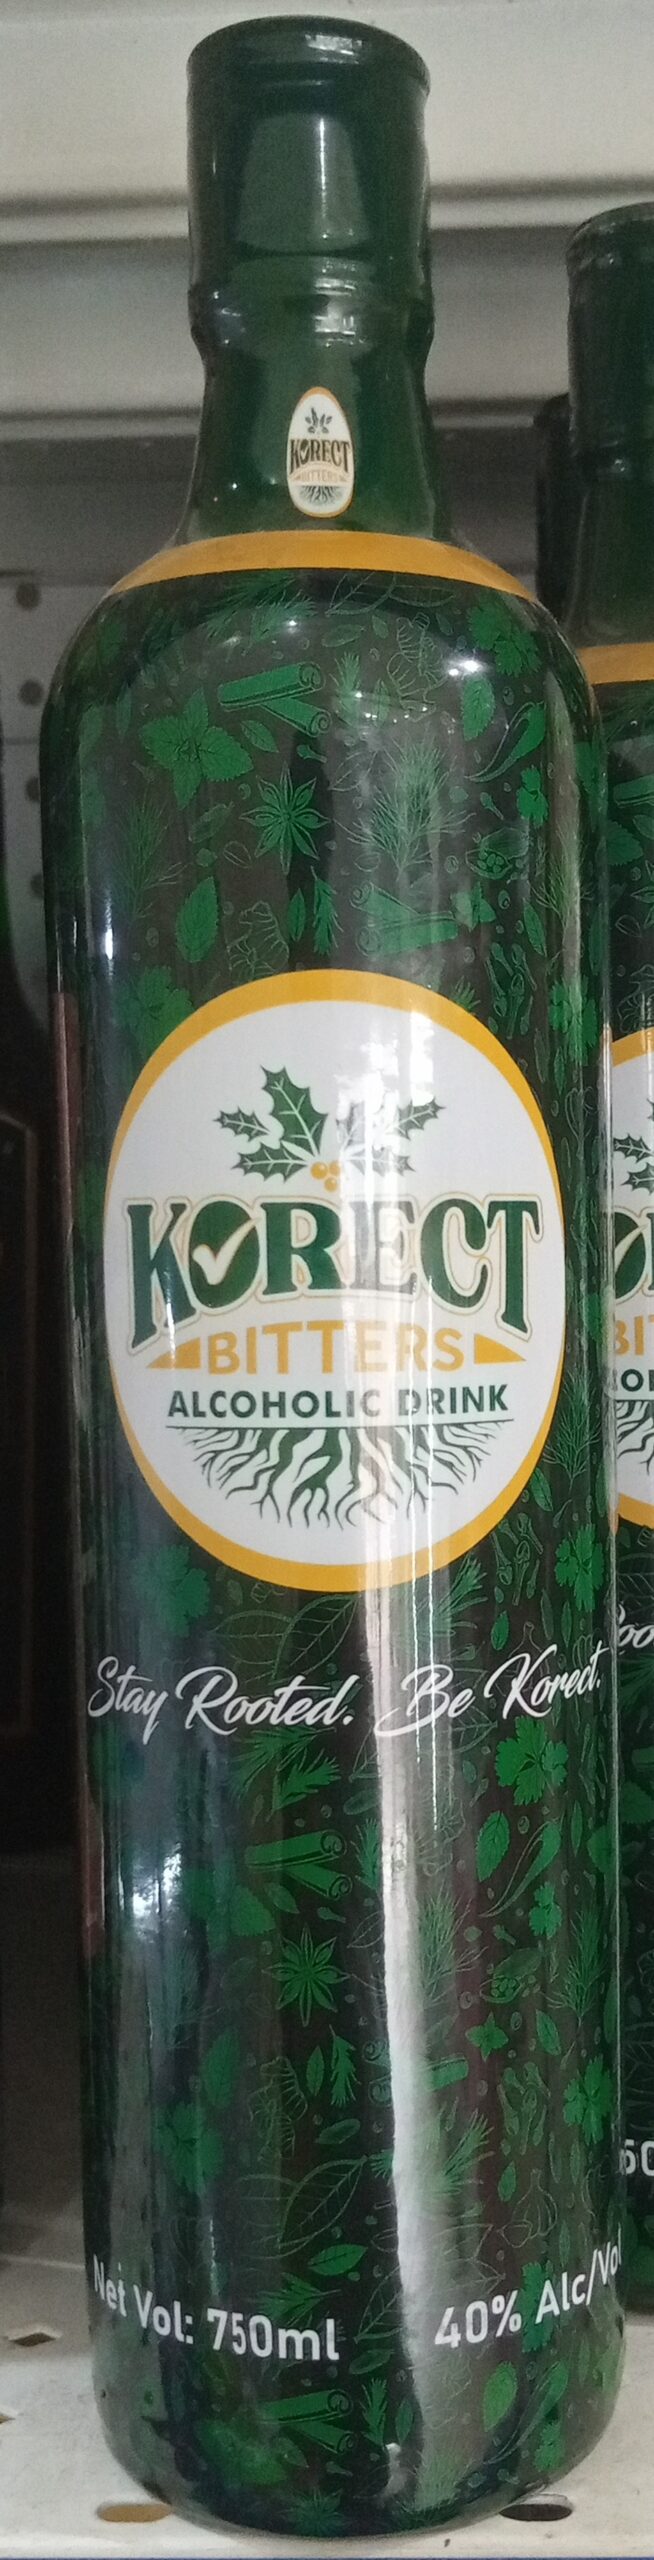 KORECT
BITTERS
KORECT
BITTERS
ALCOHOLIC DRINK
Stay Rooted. Be Korect.
Net Vol: 750ml 40% Alc/Vol